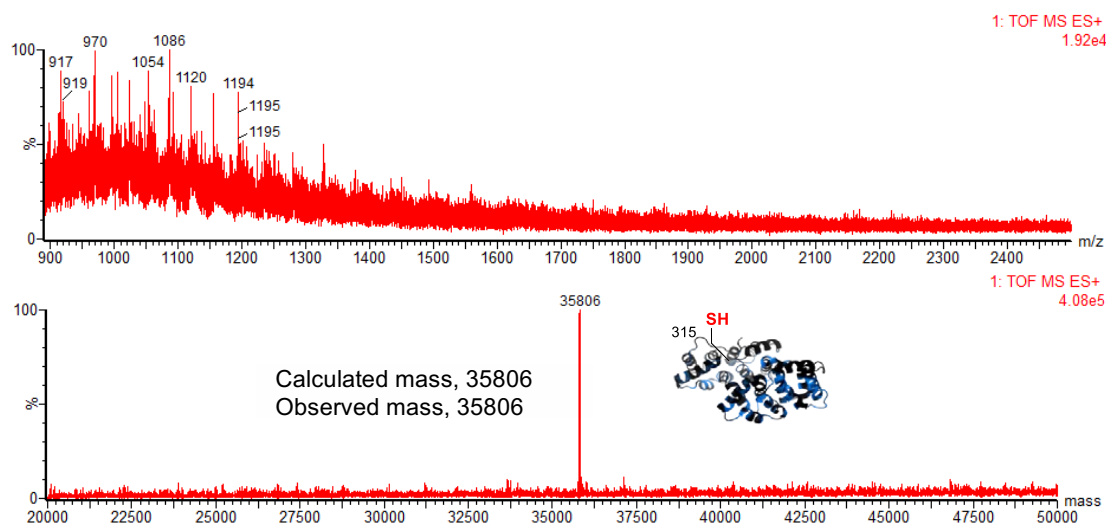 1: TOF MS ES+
1.92e4
100
%
0
917
919
970
1054
1086
1120
1194
1195
1195
900 1000 1100 1200 1300 1400 1500 1600 1700 1800 1900 2000 2100 2200 2300 2400
m/z
1: TOF MS ES+
4.08e5
100
%
0
35806
SH
315
Calculated mass, 35806
Observed mass, 35806
20000 22500 25000 27500 30000 32500 35000 37500 40000 42500 45000 47500 50000
mass